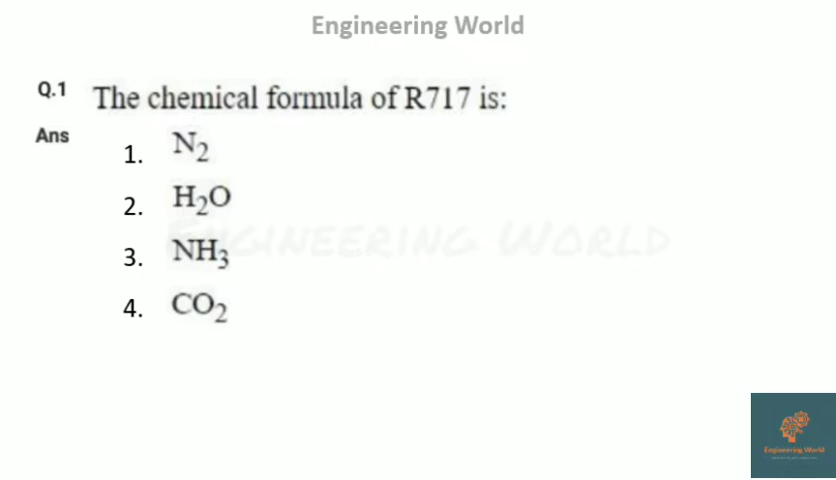 Engineering World
Q.1 The chemical formula of R717 is:
Ans
1. N₂
2. H₂O
3. NH₃
4. CO₂
ENGINEERING WORLD
Engineering World